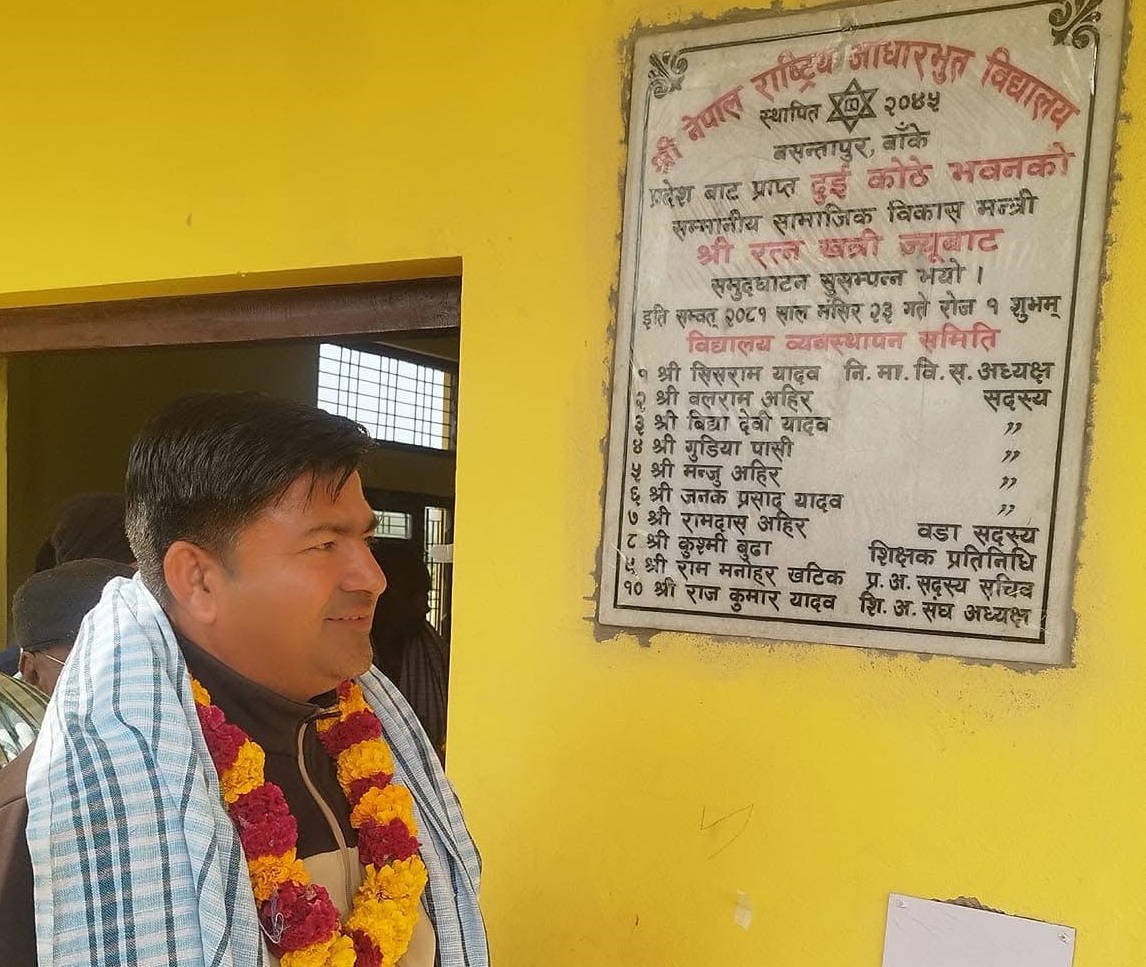 श्री नेपाल राष्ट्रिय आधारभुत विद्यालय
स्थापित २०४५
बसन्तापुर, बाँके
प्रदेश बाट प्राप्त दुई कोठे भवनको
सम्मानीय सामाजिक विकास मन्त्री
श्री रत्न खत्री ज्यूबाट
समुदघाटन सुसम्पन्न भयो ।
इति सम्वत् २०८१ साल मंसिर २३ गते रोज १ शुभम्
विद्यालय व्यवस्थापन समिति
१ श्री सिसराम यादव नि. मा. वि. स. अध्यक्ष
२ श्री वलराम अहिर सदस्य
३ श्री बिद्या देवी यादव ”
४ श्री गुडिया पासी ”
५ श्री मन्जु अहिर ”
६ श्री जनक प्रसाद यादव ”
७ श्री रामदास अहिर वडा सदस्य
८ श्री कुश्मी बुढा शिक्षक प्रतिनिधि
९ श्री राम मनोहर खटिक प्र. अ. सदस्य सचिव
१० श्री राज कुमार यादव शि. अ. संघ अध्यक्ष